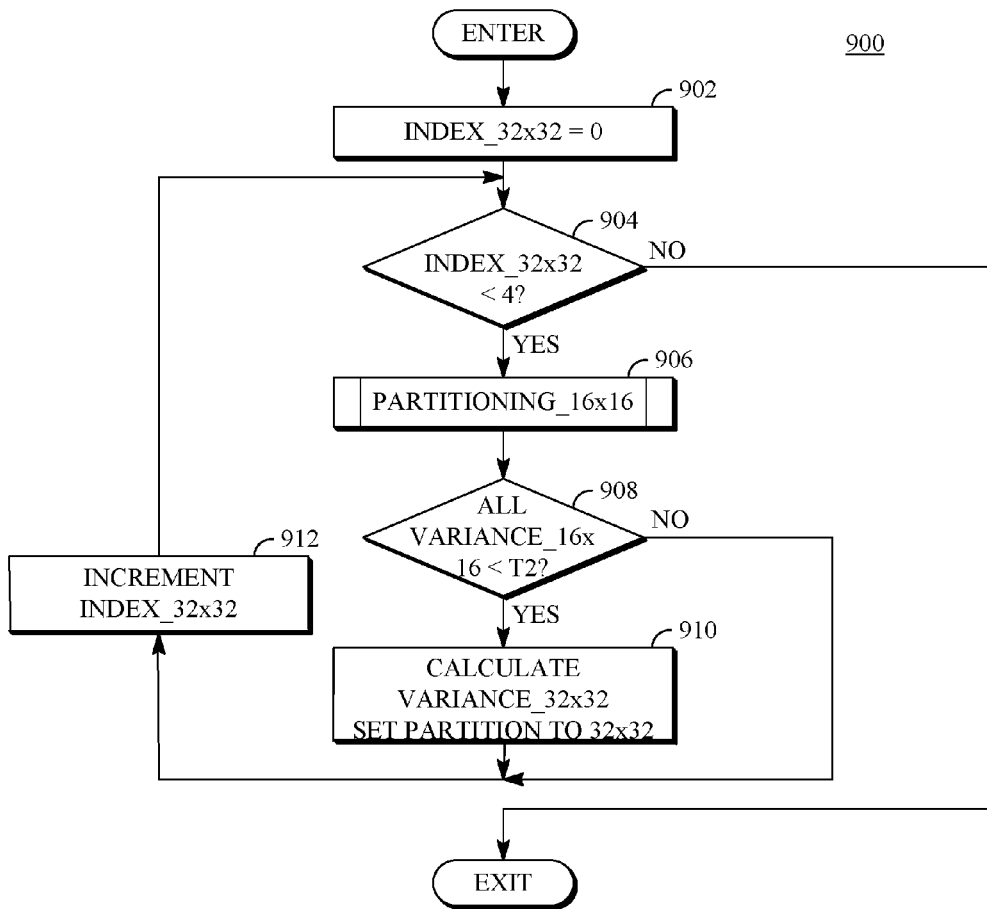 ENTER
900
902
INDEX_32x32 = 0
904
INDEX_32x32
< 4?
NO
YES
906
PARTITIONING_16x16
908
ALL
VARIANCE_16x
16 < T2?
NO
YES
912
INCREMENT
INDEX_32x32
910
CALCULATE
VARIANCE_32x32
SET PARTITION TO 32x32
EXIT